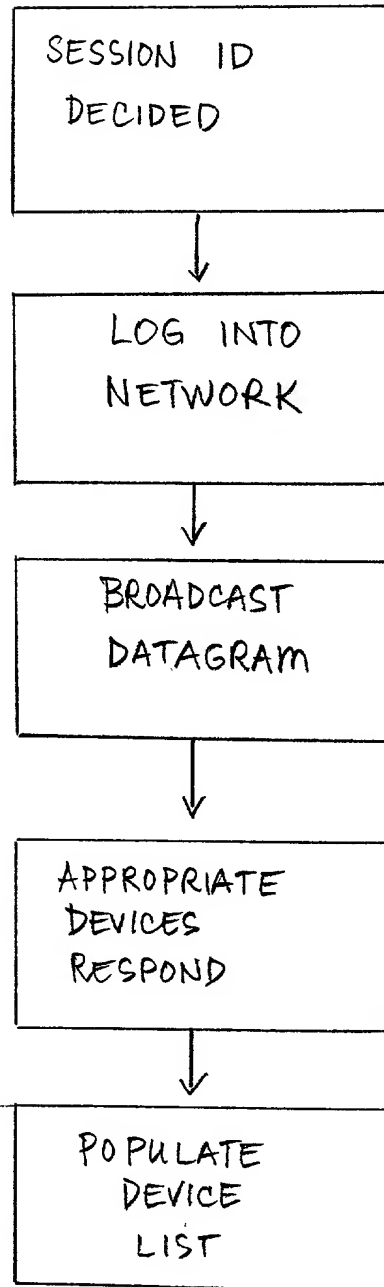 SESSION ID
DECIDED
LOG INTO
NETWORK
BROADCAST
DATAGRAM
APPROPRIATE
DEVICES
RESPOND
POPULATE
DEVICE
LIST